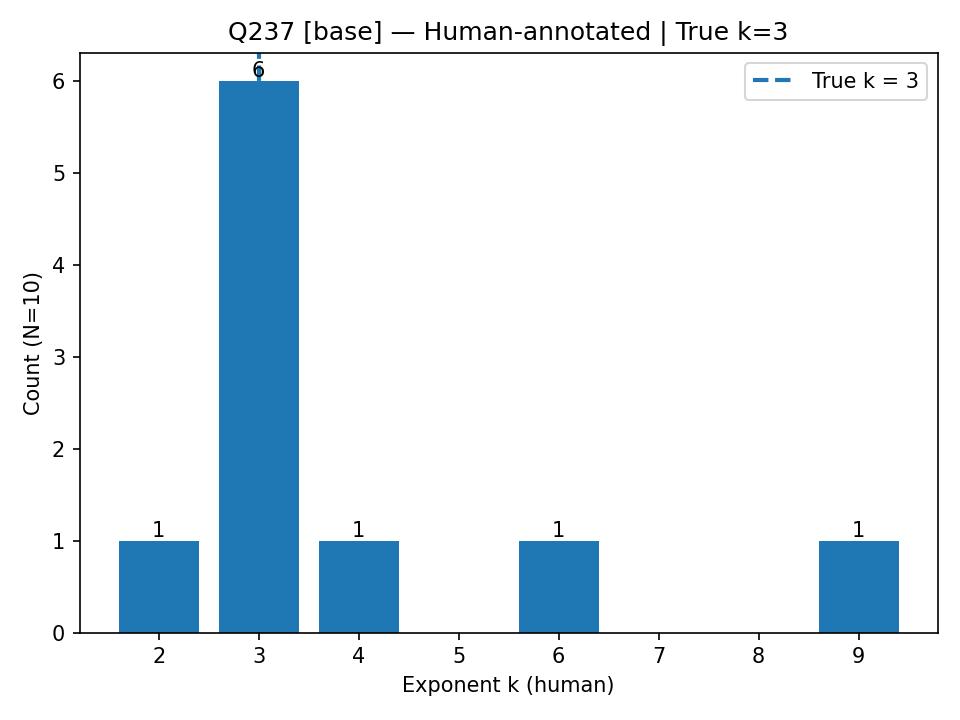 Q237 [base] — Human-annotated | True k=3
True k = 3
Count (N=10)
6
5
4
3
2
1
0
1
6
1
1
1
2 3 4 5 6 7 8 9
Exponent k (human)